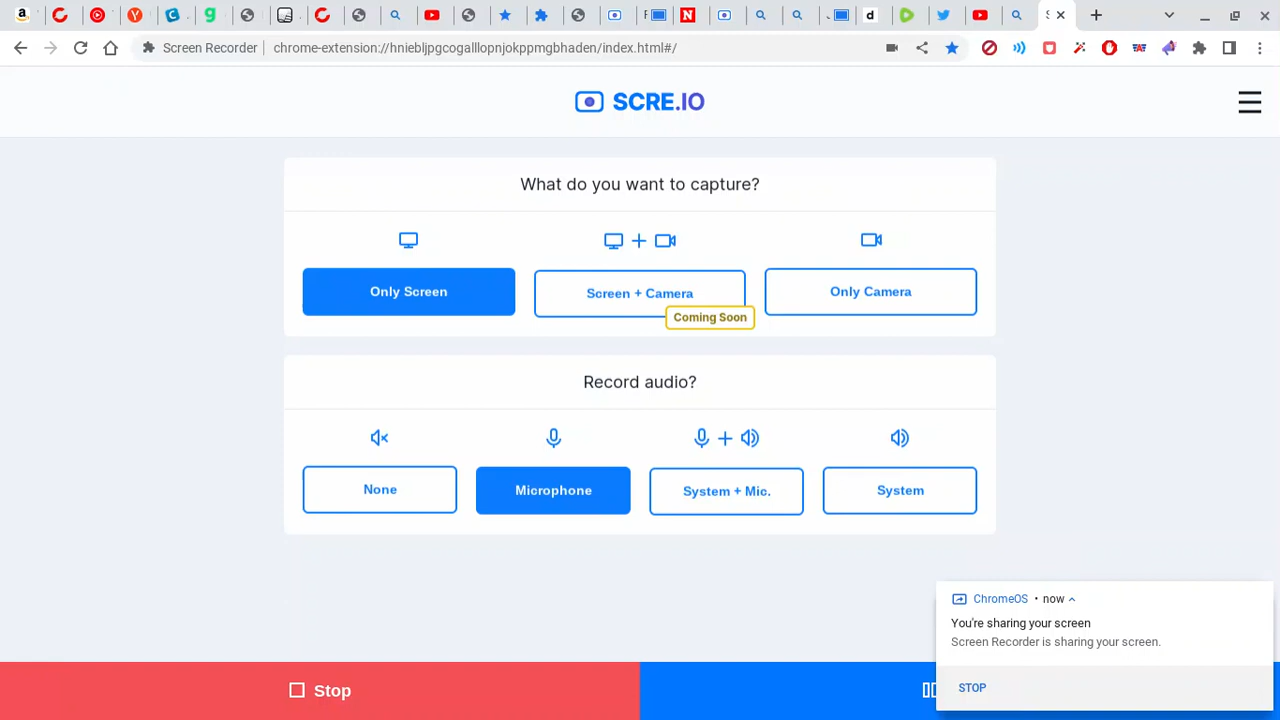 Screen Recorder
chrome-extension://hniebljpgcogalllopnjokppmgbhaden/index.html#/
SCRE.IO
What do you want to capture?
Only Screen
Screen + Camera
Only Camera
Coming Soon
Record audio?
None
Microphone
System + Mic.
System
ChromeOS • now
You're sharing your screen
Screen Recorder is sharing your screen.
STOP
Stop